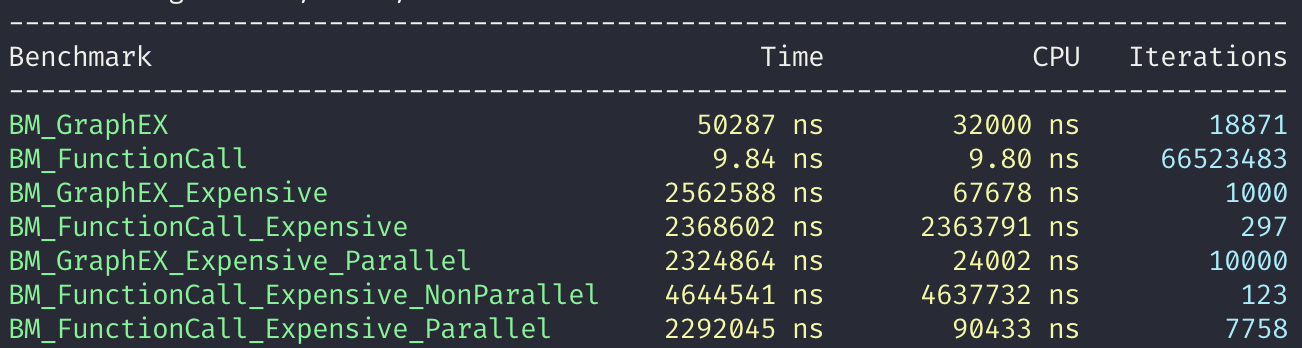 --------------------------------------------------------------------------------
Benchmark                                      Time             CPU   Iterations
--------------------------------------------------------------------------------
BM_GraphEX                                 50287 ns        32000 ns        18871
BM_FunctionCall                             9.84 ns         9.80 ns     66523483
BM_GraphEX_Expensive                     2562588 ns        67678 ns         1000
BM_FunctionCall_Expensive                2368602 ns      2363791 ns          297
BM_GraphEX_Expensive_Parallel            2324864 ns        24002 ns        10000
BM_FunctionCall_Expensive_NonParallel    4644541 ns      4637732 ns          123
BM_FunctionCall_Expensive_Parallel       2292045 ns        90433 ns         7758